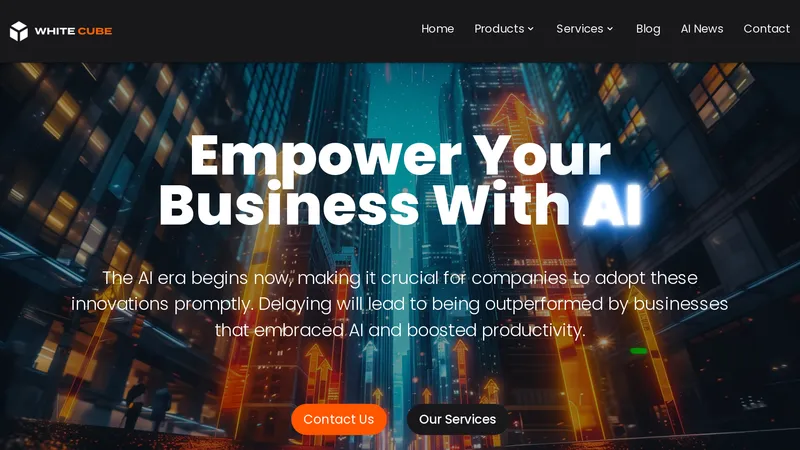 WHITE CUBE
Home
Products
Services
Blog
AI News
Contact
Empower Your
Business With AI
The AI era begins now, making it crucial for companies to adopt these
innovations promptly. Delaying will lead to being outperformed by businesses
that embraced AI and boosted productivity.
Contact Us
Our Services